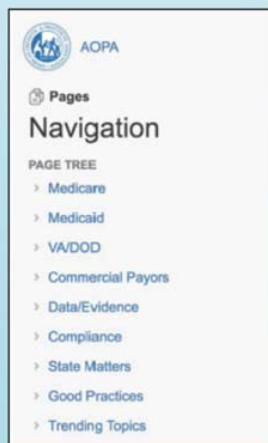 AOPA
Pages
Navigation
PAGE TREE
Medicare
Medicaid
VA/DOD
Commercial Payors
Data/Evidence
Compliance
State Matters
Good Practices
Trending Topics